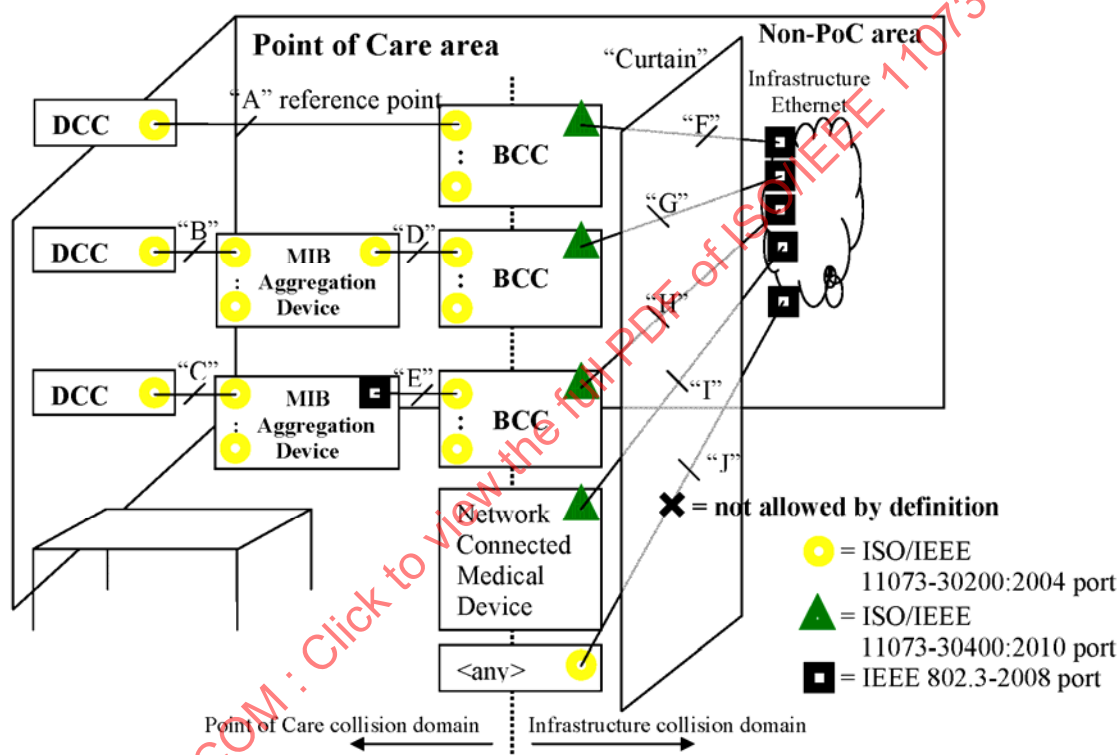 Point of Care area
Non-PoC area
“Curtain”
Infrastructure
Ethernet
DCC
“A” reference point
BCC
“F”
“G”
DCC
“B”
MIB
Aggregation
Device
“D”
BCC
“H”
DCC
“C”
MIB
Aggregation
Device
“E”
BCC
“I”
“J”
Network
Connected
Medical
Device
<any>
✖ = not allowed by definition
= ISO/IEEE
11073-30200:2004 port
= ISO/IEEE
11073-30400:2010 port
= IEEE 802.3-2008 port
Point of Care collision domain
Infrastructure collision domain
COM : Click to view the full PDF of ISO/IEEE 11073